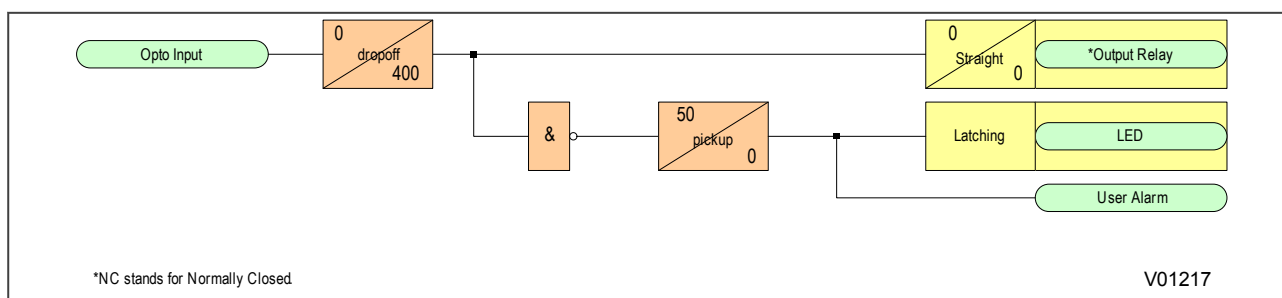 Opto Input
0
dropoff
400
0
Straight
0
*Output Relay
&
50
pickup
0
Latching
LED
User Alarm
*NC stands for Normally Closed.
V01217